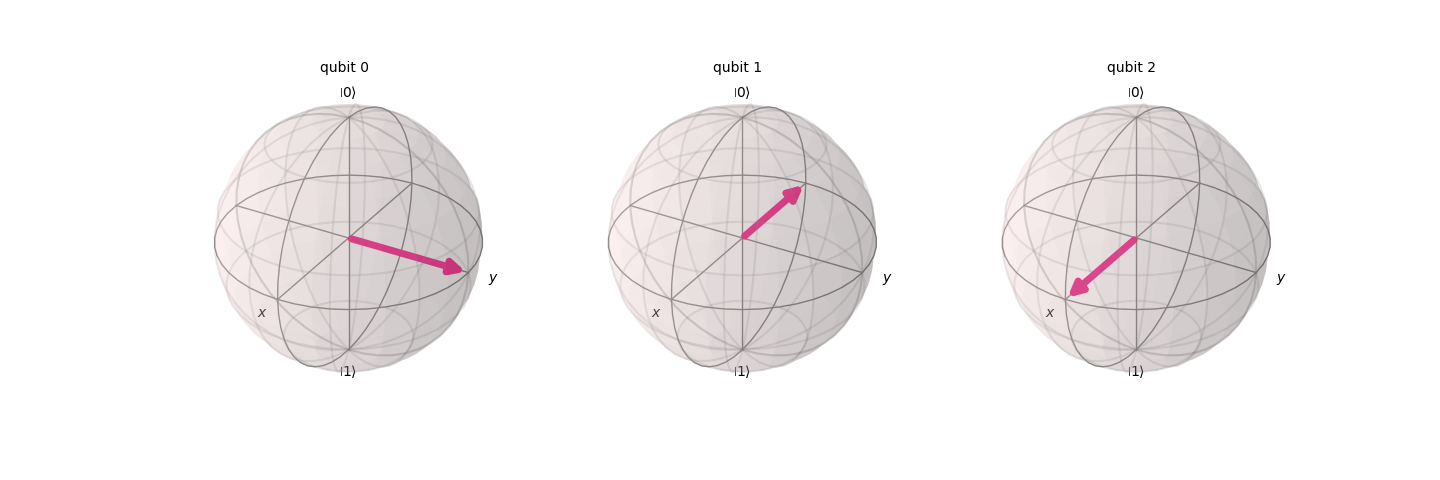 qubit 0
qubit 1
qubit 2
|0⟩
|0⟩
|0⟩
y
y
y
x
x
x
|1⟩
|1⟩
|1⟩